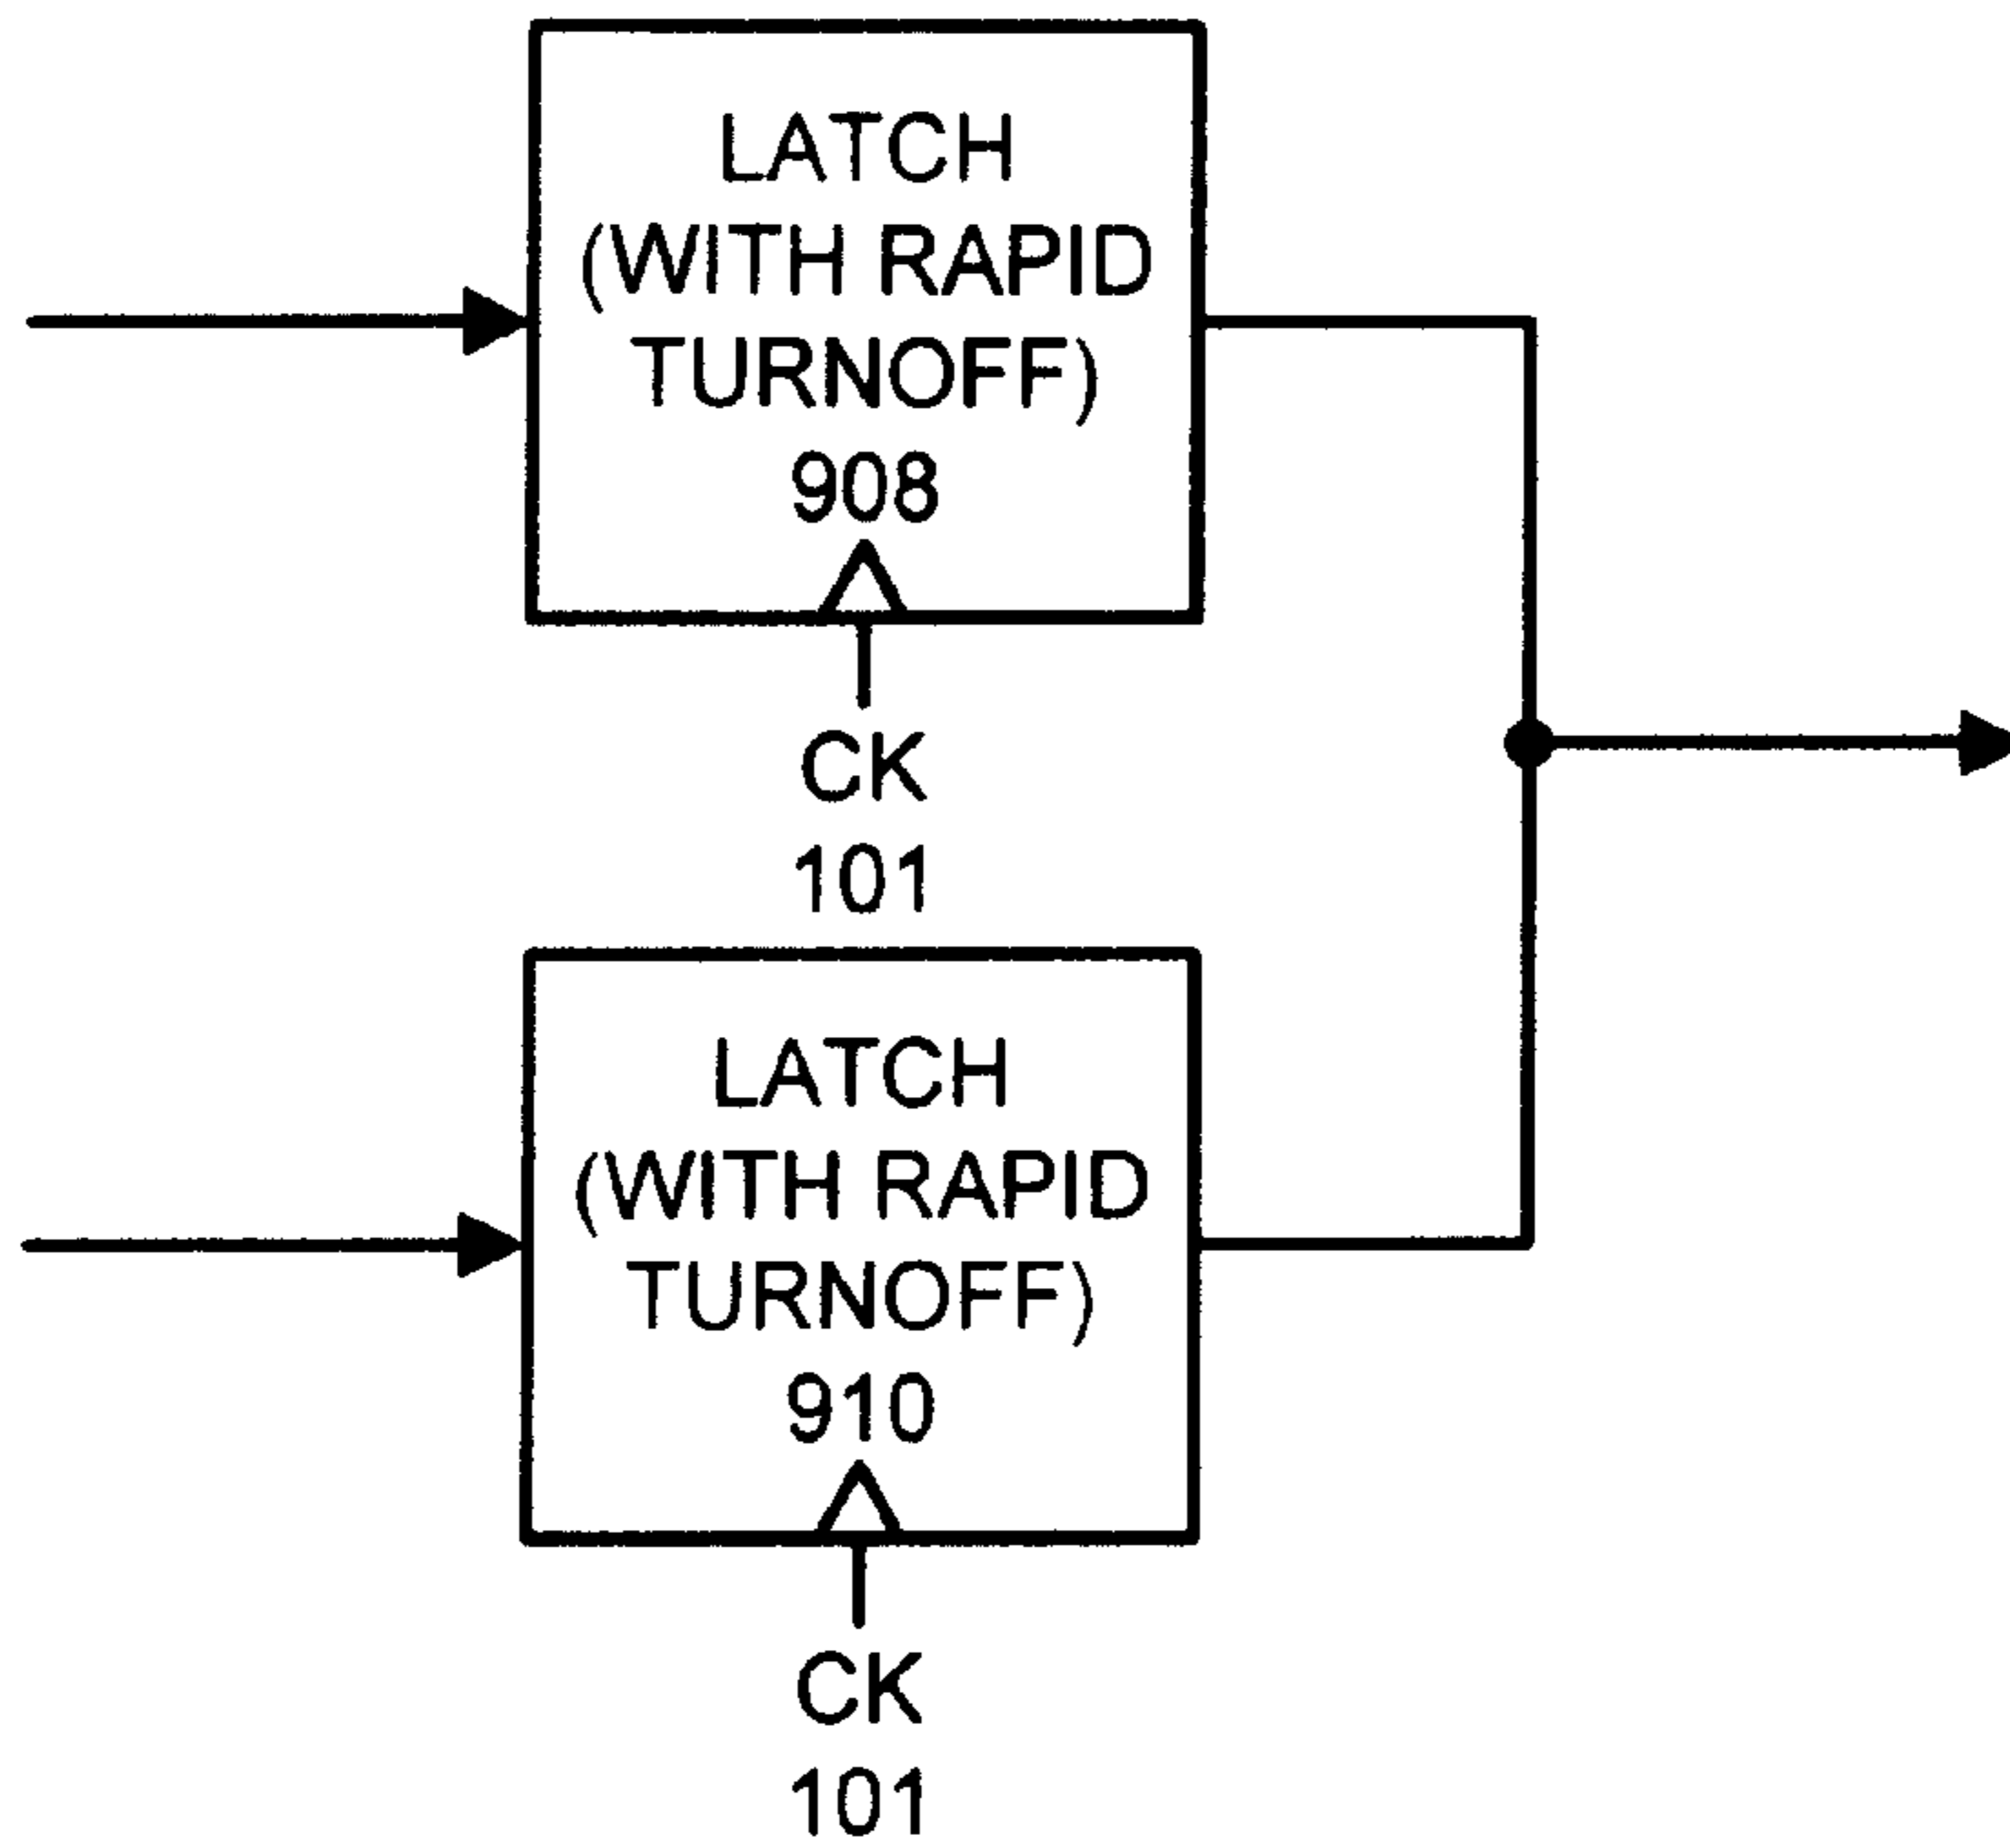 LATCH
(WITH RAPID
TURNOFF)
908
CK
101
LATCH
(WITH RAPID
TURNOFF)
910
CK
101